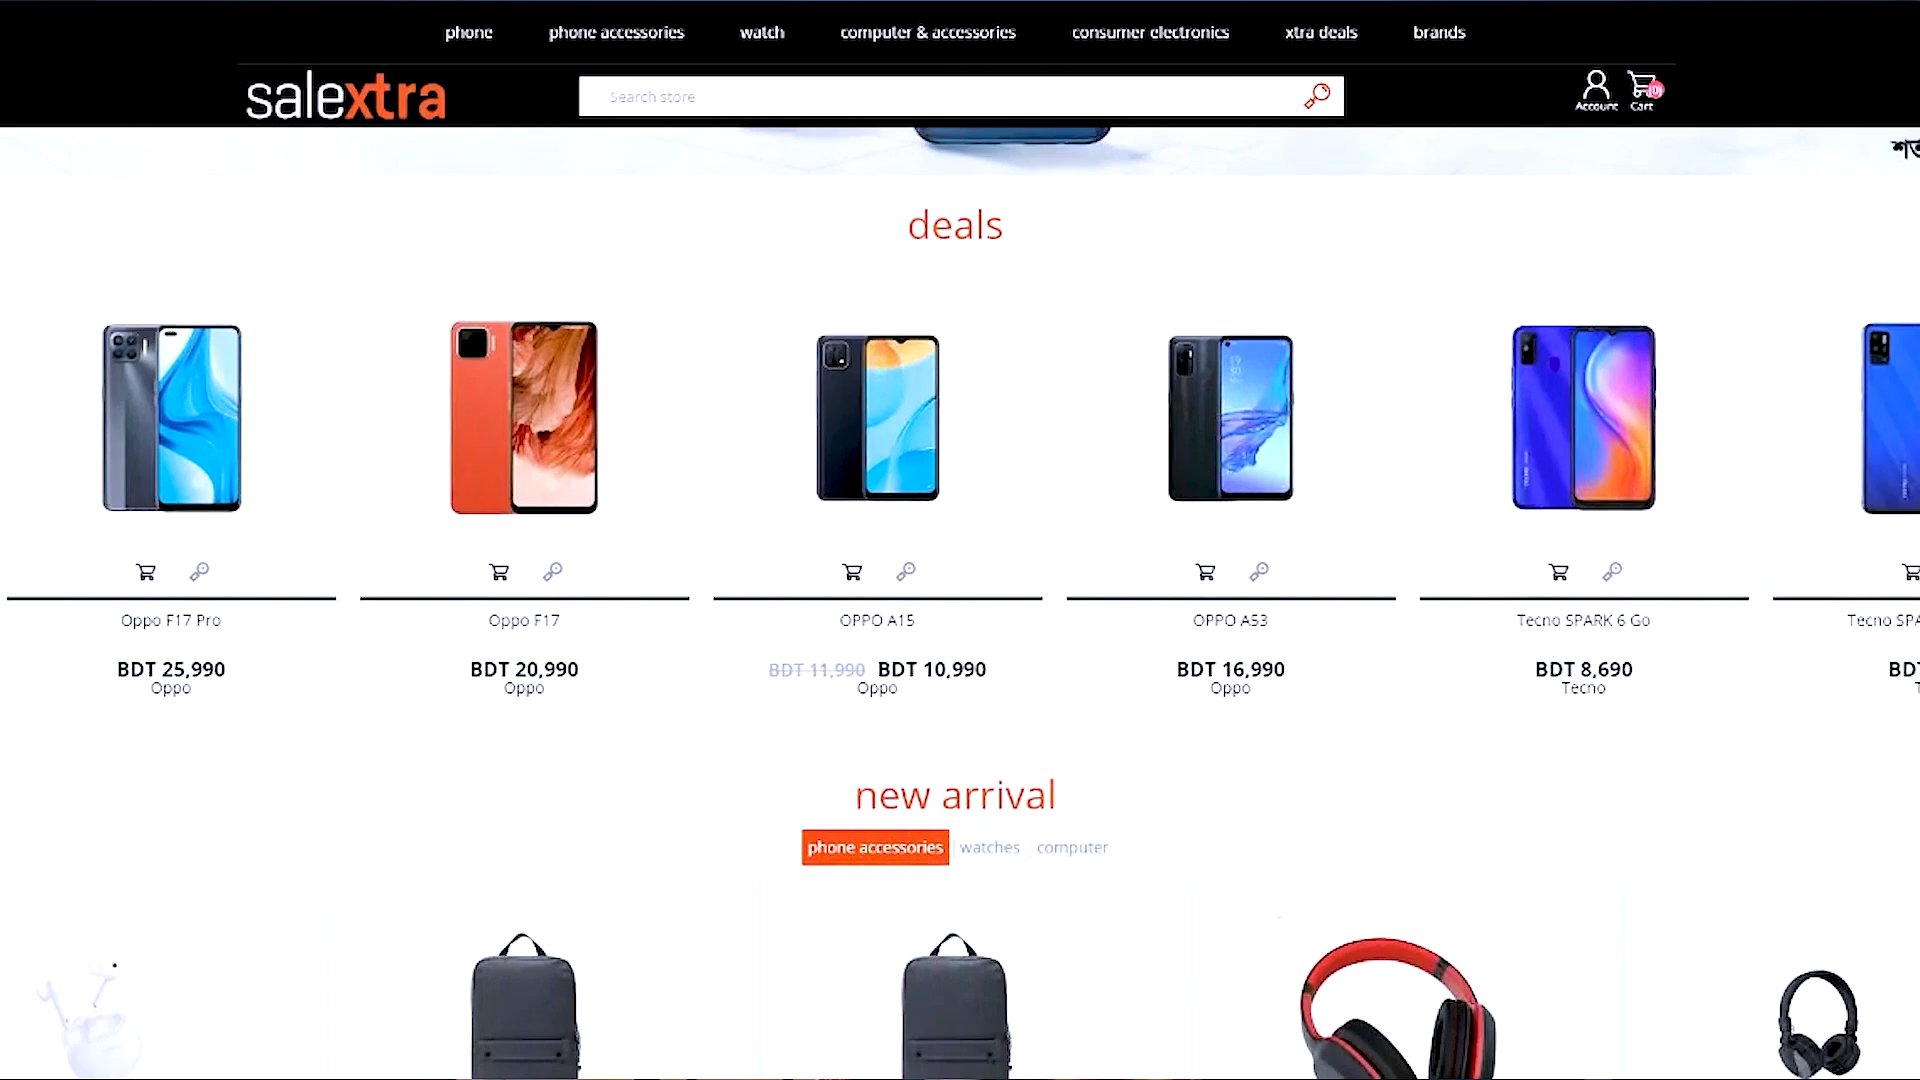 phone phone accessories watch computer & accessories consumer electronics xtra deals brands
salextra Search store Account Cart (0)
deals
Oppo F17 Pro Oppo F17 OPPO A15 OPPO A53 Tecno SPARK 6 Go Tecno
BDT 25,990 BDT 20,990 BDT 11,990 BDT 10,990 BDT 16,990 BDT 8,690
Oppo Oppo Oppo Oppo Tecno
new arrival
phone accessories watches computer